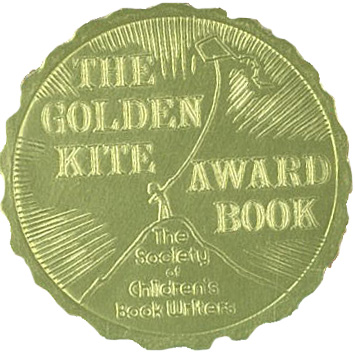 THE
GOLDEN
KITE
AWARD
BOOK
The
Society
of
Children's
Book Writers